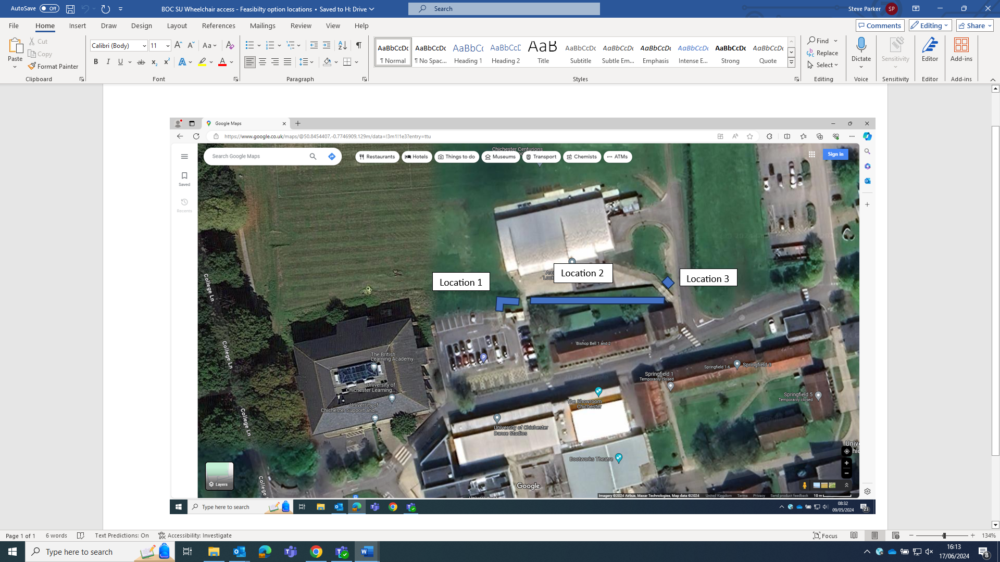 AutoSave Off
BOC SU Wheelchair access - Feasibilty option locations • Saved to H: Drive
Search
Steve Parker SP
File Home Insert Draw Design Layout References Mailings Review View Help
Comments Editing Share
Paste
Cut
Copy
Format Painter
Clipboard
Calibri (Body) 11
Font
Paragraph
AaBbCcDc AaBbCcDc AaBbCc AaBbCcC AaB AaBbCcDc AaBbCcDc AaBbCcDc AaBbCcDc AaBbCcDc AaBbCcDc
¶ Normal ¶ No Spac... Heading 1 Heading 2 Title Subtitle Subtle Em... Emphasis Intense E... Strong Quote
Styles
Find
Replace
Select
Editing
Dictate
Voice
Sensitivity
Sensitivity
Editor
Editor
Add-ins
Add-ins
Google Maps
https://www.google.co.uk/maps/@50.8454407,-0.7746909,129m/data=!3m1!1e3?entry=ttu
Search Google Maps
Restaurants Hotels Things to do Museums Transport Chemists ATMs
Sign in
Saved
Recents
Chichester Centurions
Location 1
Location 2
Location 3
College Ln
College Ln
College Ln
College
Bishop Bell 1 and 2
The British
Learning Academy
University of
Chichester Learning...
University of
Chichester Support and...
Springfield 1
Temporarily closed
Springfield 1-6
Springfield 3
Springfield 5
Temporarily closed
The Showroom
Chichester
University of Chichester
Dance Studios
Bootworks Theatre
Layers
Google
Imagery ©2024 Airbus, Maxar Technologies, Map data ©2024 United Kingdom Terms Privacy Send product feedback 10 m
Type here to search
08:32
09/05/2024
23
Page 1 of 1 6 words Text Predictions: On Accessibility: Investigate
Focus 134%
Type here to search
16:13
17/06/2024
8